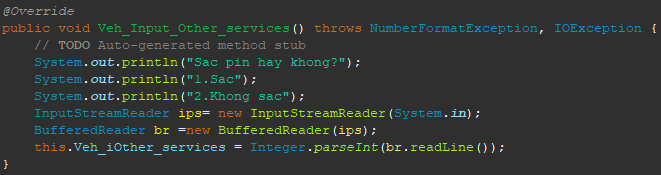 @Override
public void Veh_Input_Other_services() throws NumberFormatException, IOException {
// TODO Auto-generated method stub
System.out.println("Sac pin hay khong?");
System.out.println("1.Sac");
System.out.println("2.Khong sac");
InputStreamReader ips= new InputStreamReader(System.in);
BufferedReader br =new BufferedReader(ips);
this.Veh_iOther_services = Integer.parseInt(br.readLine());
}